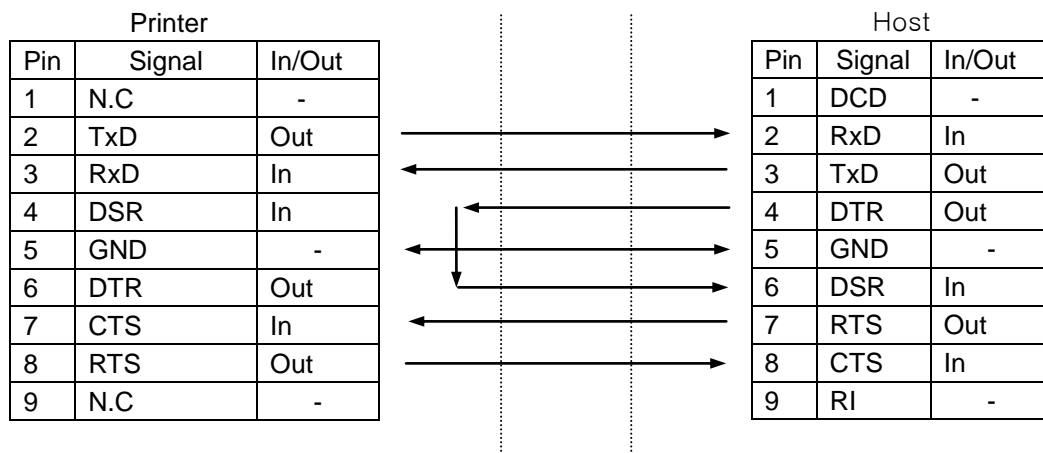 Printer
Pin Signal In/Out
1 N.C -
2 TxD Out
3 RxD In
4 DSR In
5 GND -
6 DTR Out
7 CTS In
8 RTS Out
9 N.C -
Host
Pin Signal In/Out
1 DCD -
2 RxD In
3 TxD Out
4 DTR Out
5 GND -
6 DSR In
7 RTS Out
8 CTS In
9 RI -